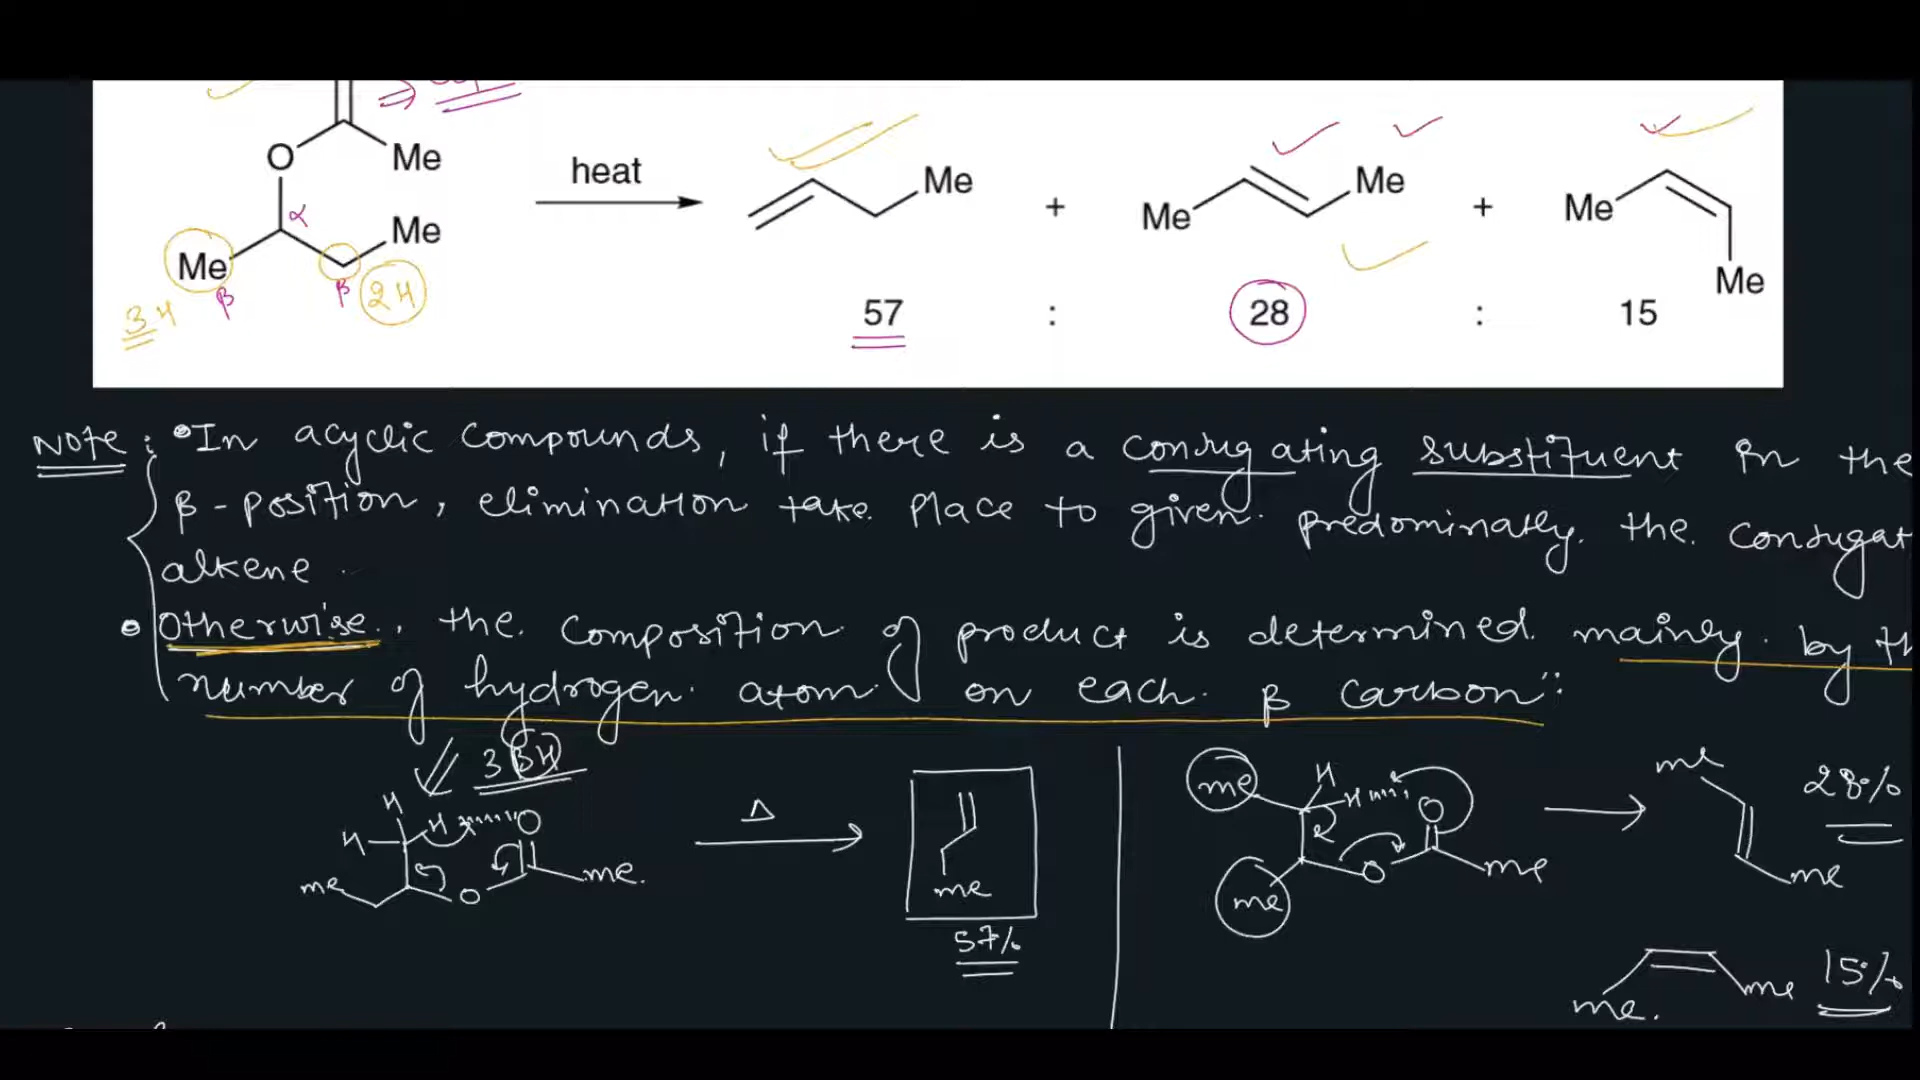 O Me
heat
α
Me Me
β β 2H
3H
Me + Me Me + Me Me
57 : 28 : 15
Note : • In acyclic compounds, if there is a conjugating substituent in the
β - position, elimination take place to given predominatly the conjugat
alkene.
• Otherwise, the composition of product is determined mainly by th
number of hydrogen atom on each β carbon".
3 βH
H H H O Δ me O me.
me
57%
me H H O me O me
me me 28%
me. me 15%